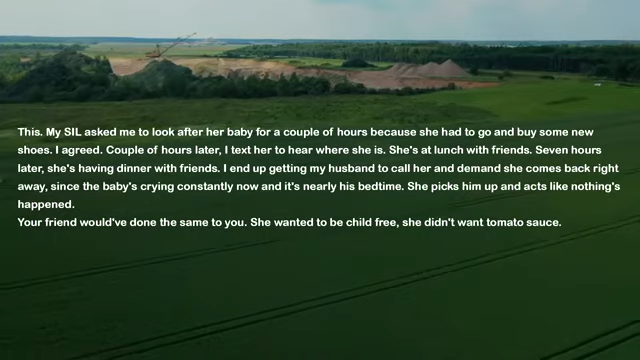 This. My SIL asked me to look after her baby for a couple of hours because she had to go and buy some new
shoes. I agreed. Couple of hours later, I text her to hear where she is. She's at lunch with friends. Seven hours
later, she's having dinner with friends. I end up getting my husband to call her and demand she comes back right
away, since the baby's crying constantly now and it's nearly his bedtime. She picks him up and acts like nothing's
happened.
Your friend would've done the same to you. She wanted to be child free, she didn't want tomato sauce.